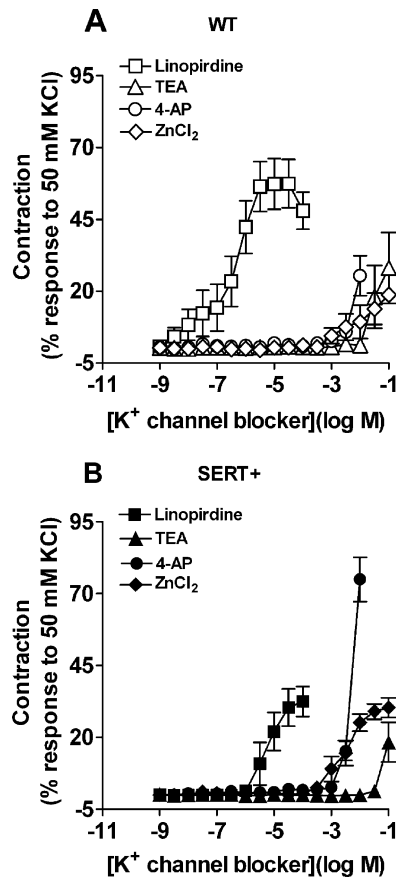 A WT
Linopirdine
TEA
4-AP
ZnCl₂
Contraction
(% response to 50 mM KCl)
95
70
45
20
-5
-11 -9 -7 -5 -3 -1
[K⁺ channel blocker](log M)
B SERT+
Linopirdine
TEA
4-AP
ZnCl₂
Contraction
(% response to 50 mM KCl)
95
70
45
20
-5
-11 -9 -7 -5 -3 -1
[K⁺ channel blocker](log M)